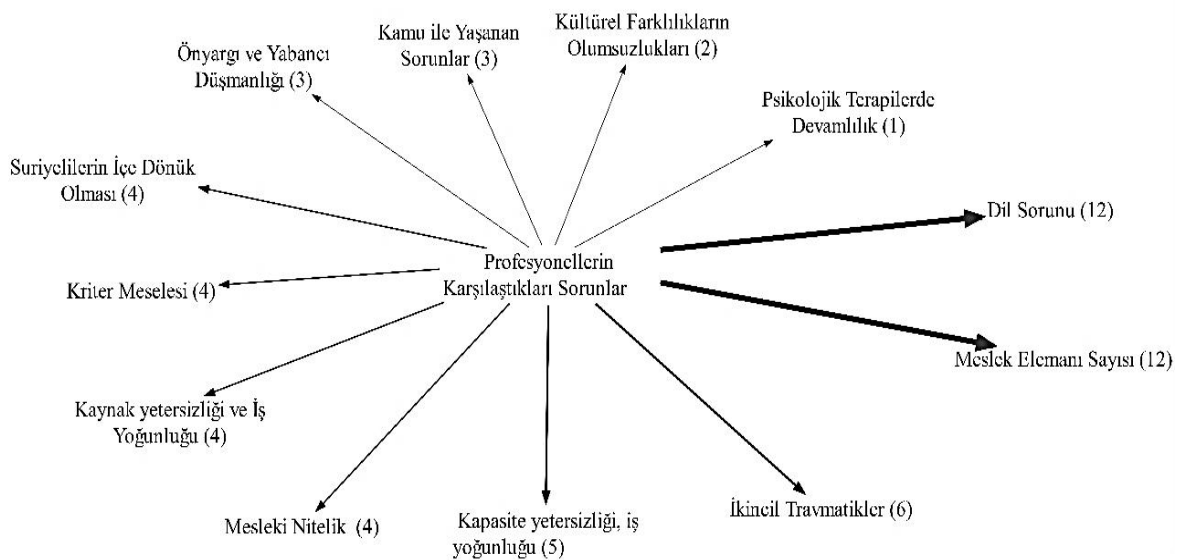 Kültürel Farklılıkların
Olumsuzlukları (2)
Kamu ile Yaşanan
Sorunlar (3)
Önyargı ve Yabancı
Düşmanlığı (3)
Psikolojik Terapilerde
Devamlılık (1)
Suriyelilerin İçe Dönük
Olması (4)
Dil Sorunu (12)
Profesyonellerin
Karşılaştıkları Sorunlar
Kriter Meselesi (4)
Meslek Elemanı Sayısı (12)
Kaynak yetersizliği ve İş
Yoğunluğu (4)
İkincil Travmatikler (6)
Mesleki Nitelik (4)
Kapasite yetersizliği, iş
yoğunluğu (5)